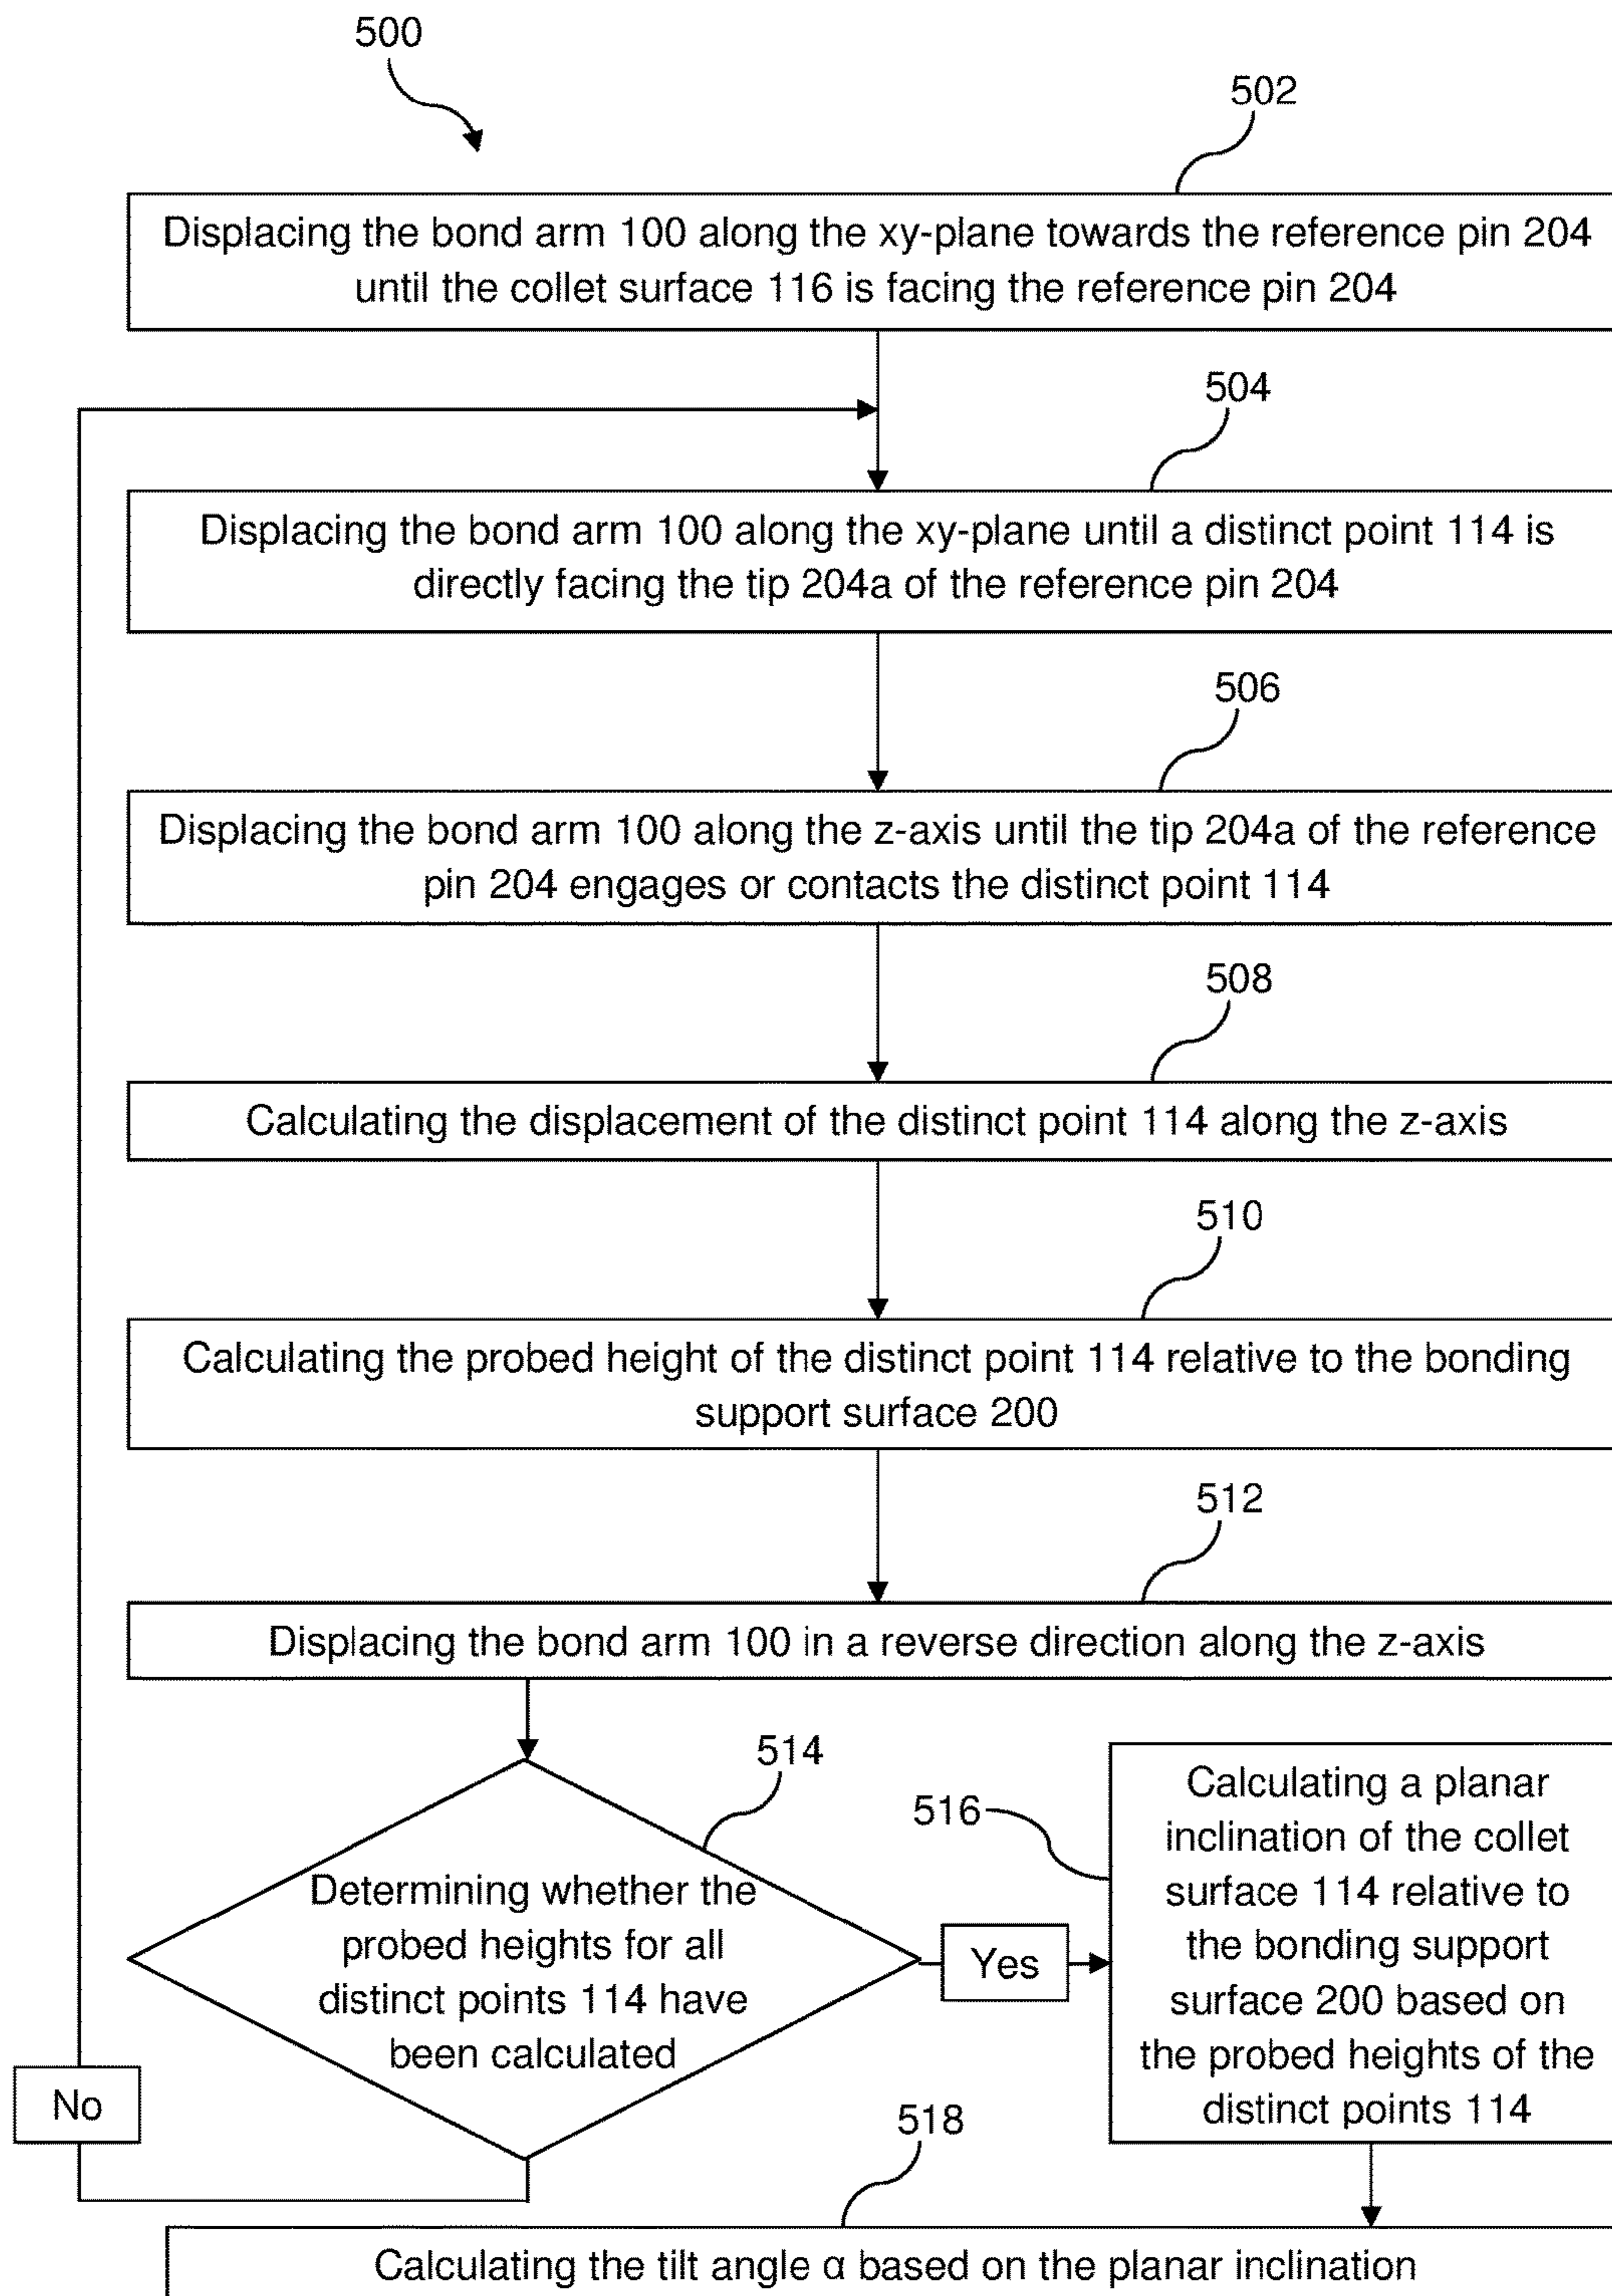 500
502
Displacing the bond arm 100 along the xy-plane towards the reference pin 204
until the collet surface 116 is facing the reference pin 204
504
Displacing the bond arm 100 along the xy-plane until a distinct point 114 is
directly facing the tip 204a of the reference pin 204
506
Displacing the bond arm 100 along the z-axis until the tip 204a of the reference
pin 204 engages or contacts the distinct point 114
508
Calculating the displacement of the distinct point 114 along the z-axis
510
Calculating the probed height of the distinct point 114 relative to the bonding
support surface 200
512
Displacing the bond arm 100 in a reverse direction along the z-axis
514
Determining whether the
probed heights for all
distinct points 114 have
been calculated
Yes
No
516
Calculating a planar
inclination of the collet
surface 114 relative to
the bonding support
surface 200 based on
the probed heights of the
distinct points 114
518
Calculating the tilt angle α based on the planar inclination